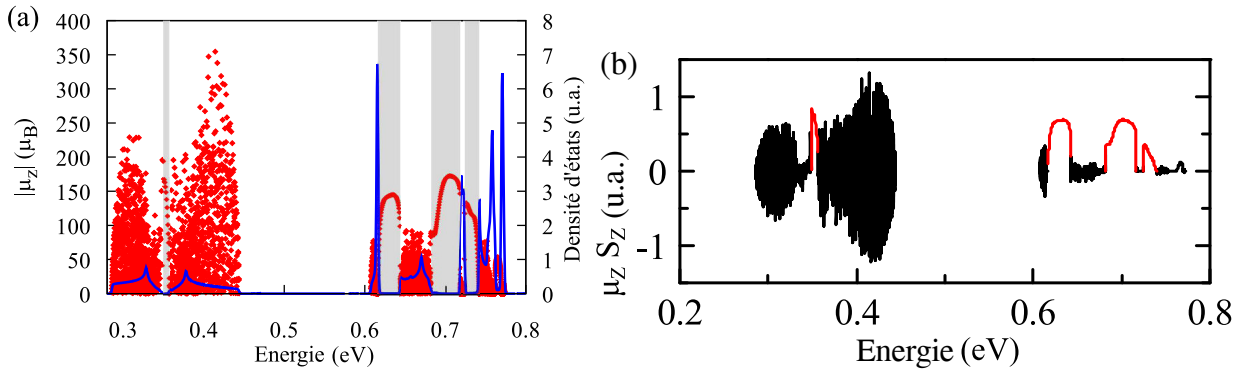 (a)
400
350
300
250
200
150
100
50
0
|μz| (μB)
8
7
6
5
4
3
2
1
0
Densité d'états (u.a.)
0.3 0.4 0.5 0.6 0.7 0.8
Energie (eV)
(b)
1
0
-1
μz Sz (u.a.)
0.2 0.4 0.6 0.8
Energie (eV)